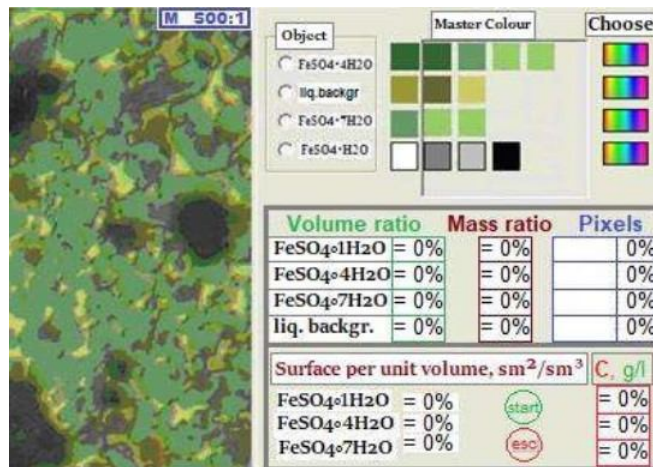 M 500:1
Object
Master Colour
Choose
FeSO4·4H2O
liq.backgr
FeSO4·7H2O
FeSO4·H2O
Volume ratio Mass ratio Pixels
FeSO₄∘1H2O = 0% = 0% 0%
FeSO₄∘4H2O = 0% = 0% 0%
FeSO₄∘7H2O = 0% = 0% 0%
liq. backgr. = 0% = 0% 0%
Surface per unit volume, sm²/sm³ C, g/l
FeSO₄∘1H2O = 0% start = 0%
FeSO₄∘4H2O = 0% = 0%
FeSO₄∘7H2O = 0% esc = 0%